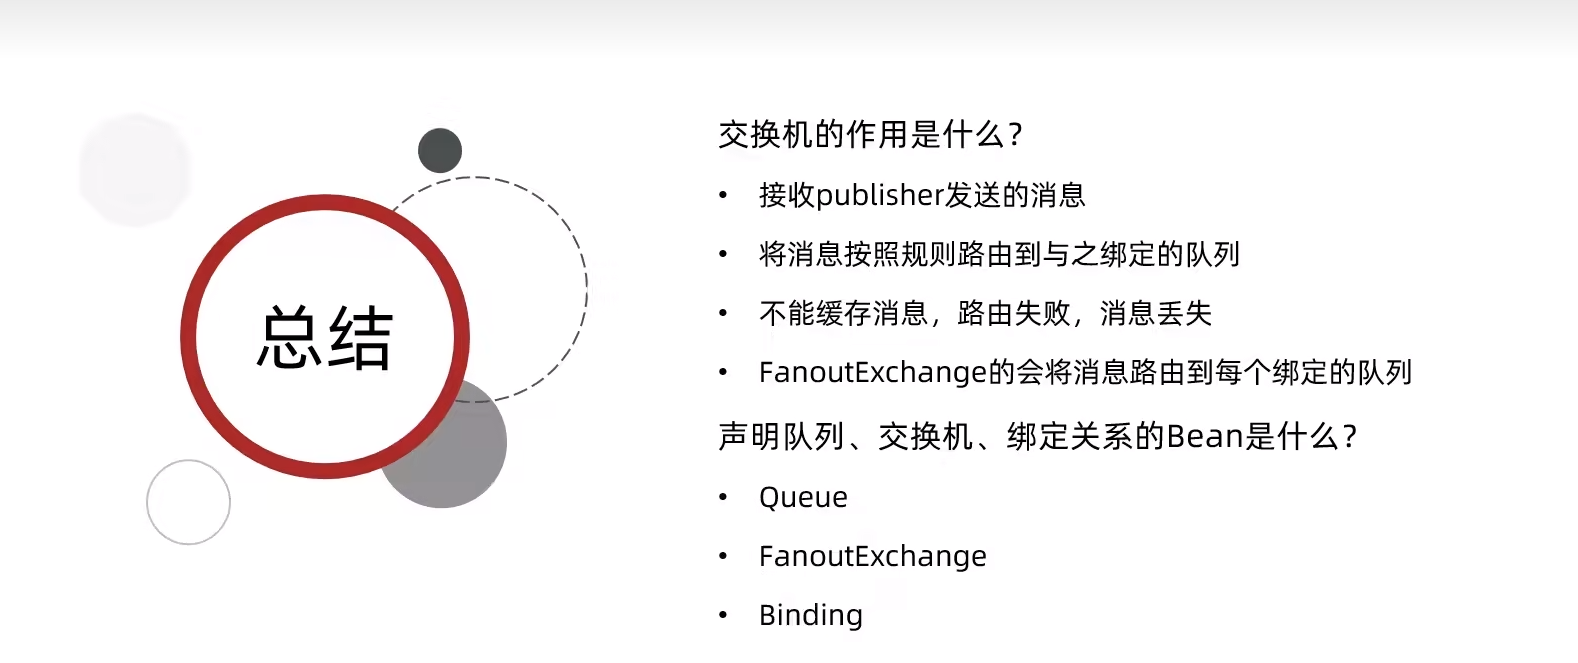 总结
交换机的作用是什么？
• 接收publisher发送的消息
• 将消息按照规则路由到与之绑定的队列
• 不能缓存消息，路由失败，消息丢失
• FanoutExchange的会将消息路由到每个绑定的队列
声明队列、交换机、绑定关系的Bean是什么？
• Queue
• FanoutExchange
• Binding